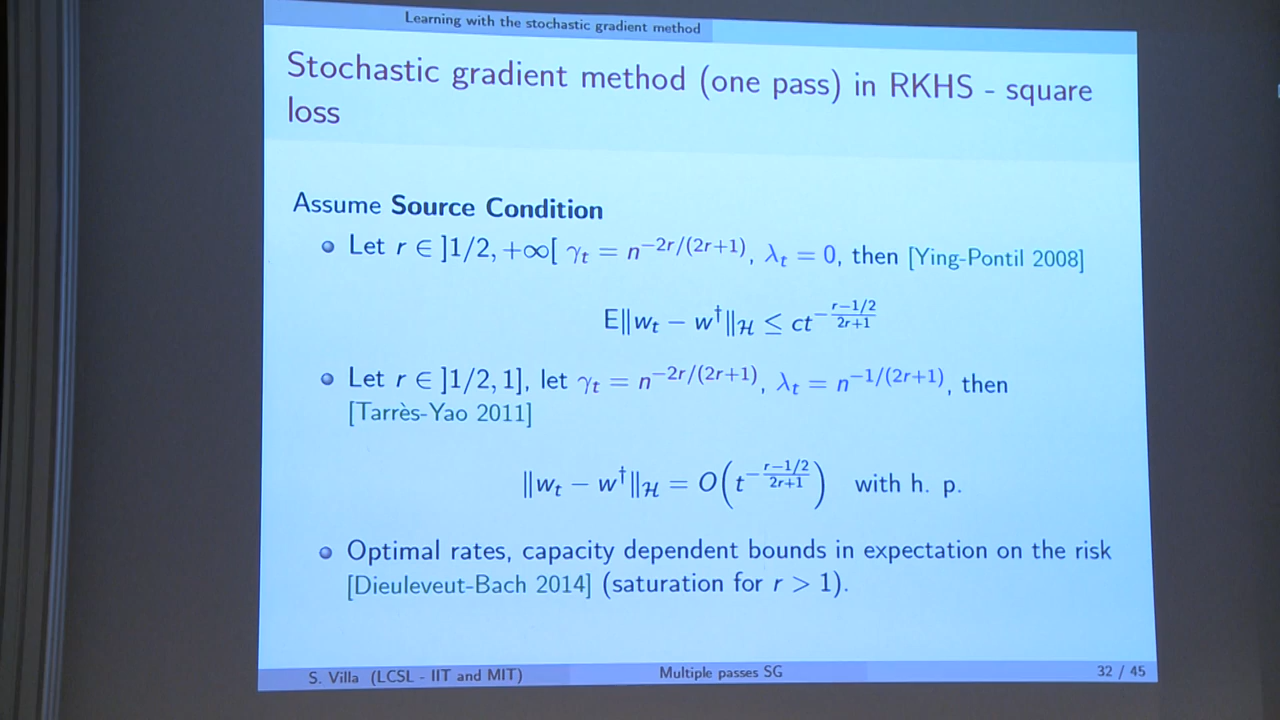 Learning with the stochastic gradient method
Stochastic gradient method (one pass) in RKHS - square
loss
Assume Source Condition
Let r ∈ ]1/2, +∞[ γ_t = n^{−2r/(2r+1)}, λ_t = 0, then [Ying-Pontil 2008]
E‖w_t − w^†‖_ℋ ≤ ct^{−\frac{r−1/2}{2r+1}}
Let r ∈ ]1/2, 1], let γ_t = n^{−2r/(2r+1)}, λ_t = n^{−1/(2r+1)}, then
[Tarrès-Yao 2011]
‖w_t − w^†‖_ℋ = O(t^{−\frac{r−1/2}{2r+1}}) with h. p.
Optimal rates, capacity dependent bounds in expectation on the risk
[Dieuleveut-Bach 2014] (saturation for r > 1).
S. Villa (LCSL - IIT and MIT) Multiple passes SG 32 / 45